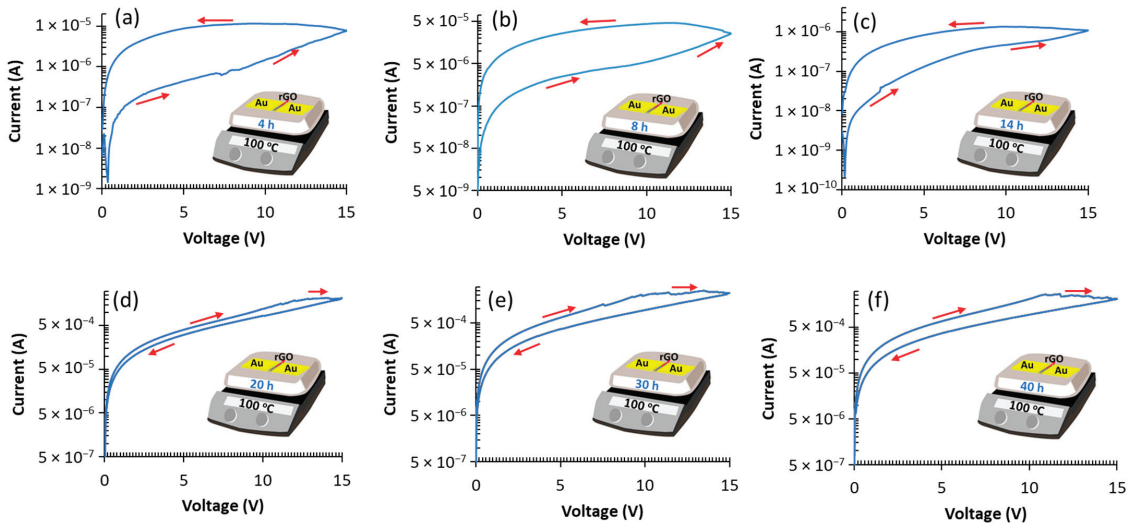 (a)
Current (A)
1 × 10⁻⁵
1 × 10⁻⁶
1 × 10⁻⁷
1 × 10⁻⁸
1 × 10⁻⁹
rGO
Au Au
4 h
100 °C
0 5 10 15
Voltage (V)
(b)
Current (A)
5 × 10⁻⁵
5 × 10⁻⁶
5 × 10⁻⁷
5 × 10⁻⁸
5 × 10⁻⁹
rGO
Au Au
8 h
100 °C
0 5 10 15
Voltage (V)
(c)
Current (A)
1 × 10⁻⁶
1 × 10⁻⁷
1 × 10⁻⁸
1 × 10⁻⁹
1 × 10⁻¹⁰
rGO
Au Au
14 h
100 °C
0 5 10 15
Voltage (V)
(d)
Current (A)
5 × 10⁻⁴
5 × 10⁻⁵
5 × 10⁻⁶
5 × 10⁻⁷
rGO
Au Au
20 h
100 °C
0 5 10 15
Voltage (V)
(e)
Current (A)
5 × 10⁻⁴
5 × 10⁻⁵
5 × 10⁻⁶
5 × 10⁻⁷
rGO
Au Au
30 h
100 °C
0 5 10 15
Voltage (V)
(f)
Current (A)
5 × 10⁻⁴
5 × 10⁻⁵
5 × 10⁻⁶
5 × 10⁻⁷
rGO
Au Au
40 h
100 °C
0 5 10 15
Voltage (V)